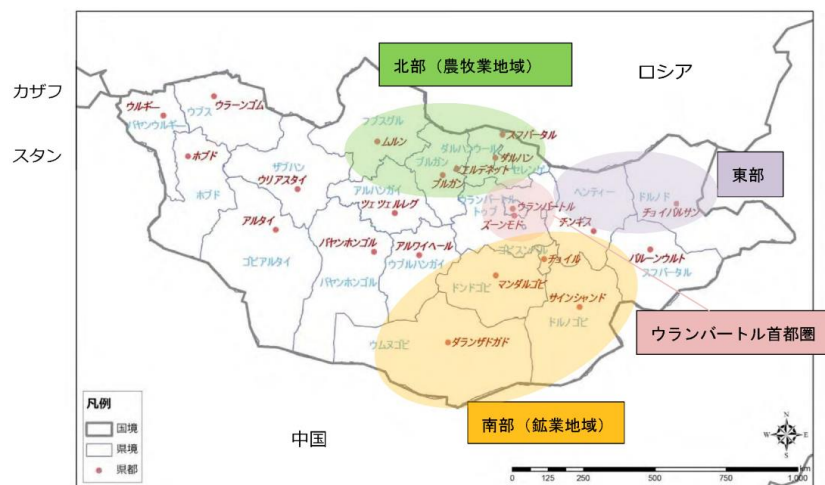 北部（農牧業地域）
ロシア
カザフ
スタン
ウルギー
バヤンウルギー
ウブス
ウラーンゴム
フブスグル
ムルン
スフバータル
ダルハンウール
ダルハン
セレンゲ
ブルガン
エルデネット
ブルガン
ホブド
ホブド
ザブハン
ウリアスタイ
アルハンガイ
ツェツェルレグ
ウランバートル
トゥブ
ウランバートル
ズーンモド
ヘンティー
チンギス
ドルノド
チョイバルサン
東部
アルタイ
ゴビアルタイ
バヤンホンゴル
バヤンホンゴル
アルワイヘール
ウブルハンガイ
ゴビスンベル
チョイル
バルーンウルト
スフバータル
ドンドゴビ
マンダルゴビ
サインシャンド
ドルノゴビ
ウムヌゴビ
ダランザドガド
ウランバートル首都圏
南部（鉱業地域）
中国
凡例
国境
県境
県都
N
W
E
S
0 125 250 500 750 1,000
km